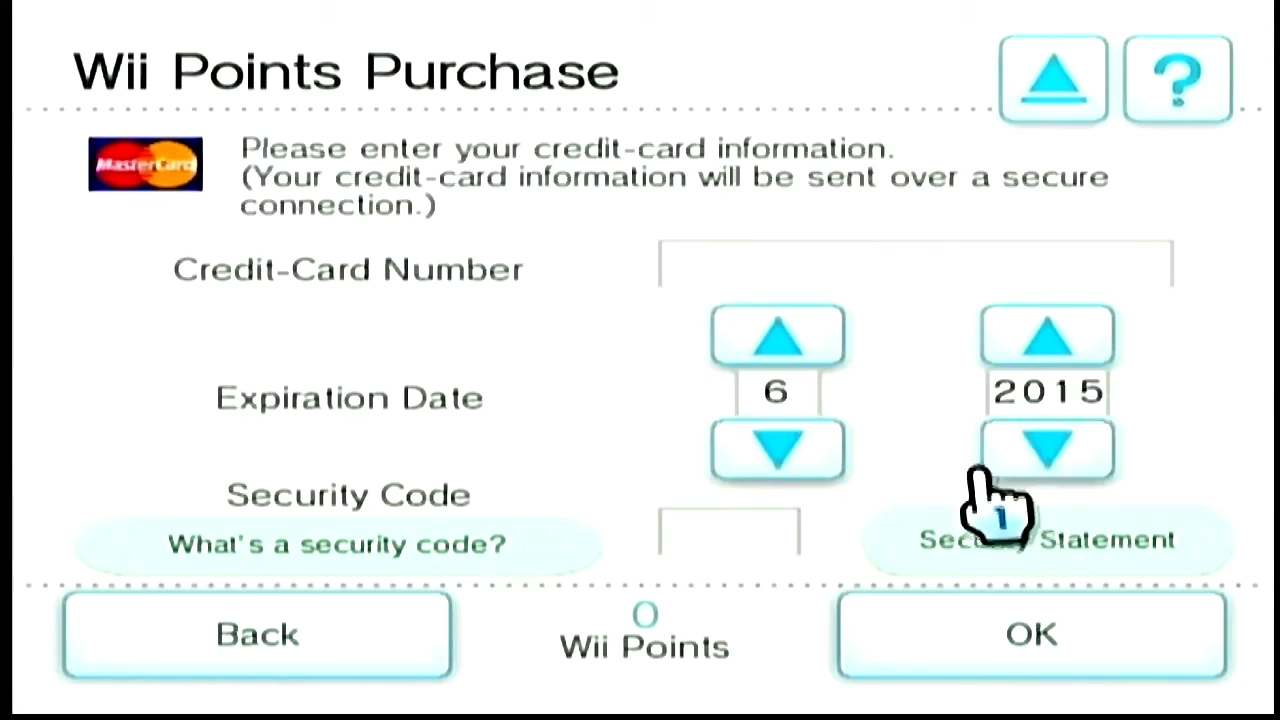 Wii Points Purchase
?
MasterCard
Please enter your credit-card information.
(Your credit-card information will be sent over a secure
connection.)
Credit-Card Number
Expiration Date
6
2015
Security Code
What's a security code?
1
Security Statement
Back
0
Wii Points
OK